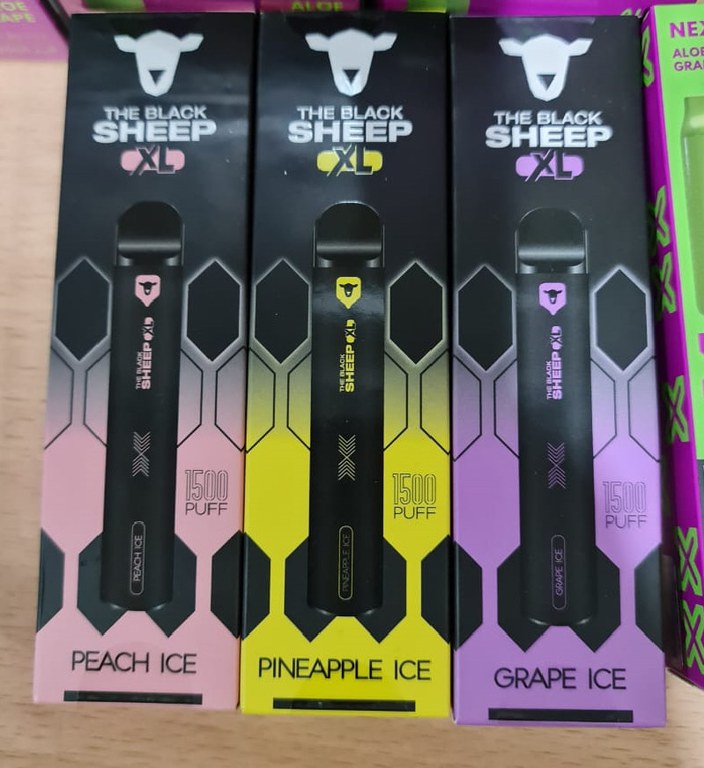 ALOE
THE BLACK
SHEEP
XL
THE BLACK
SHEEP XL
1500
PUFF
PEACH ICE
PEACH ICE
THE BLACK
SHEEP
XL
THE BLACK
SHEEP XL
1500
PUFF
PINEAPPLE ICE
PINEAPPLE ICE
THE BLACK
SHEEP
XL
THE BLACK
SHEEP XL
1500
PUFF
GRAPE ICE
GRAPE ICE